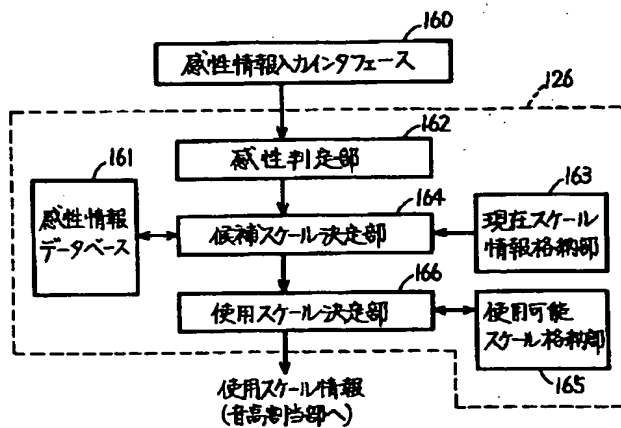 160
感性情報入力インタフェース
126
162
感性判定部
161
感性情報
データベース
164
候補スケール決定部
163
現在スケール
情報格納部
166
使用スケール決定部
使用可能
スケール格納部
165
使用スケール情報
(音高割当部へ)